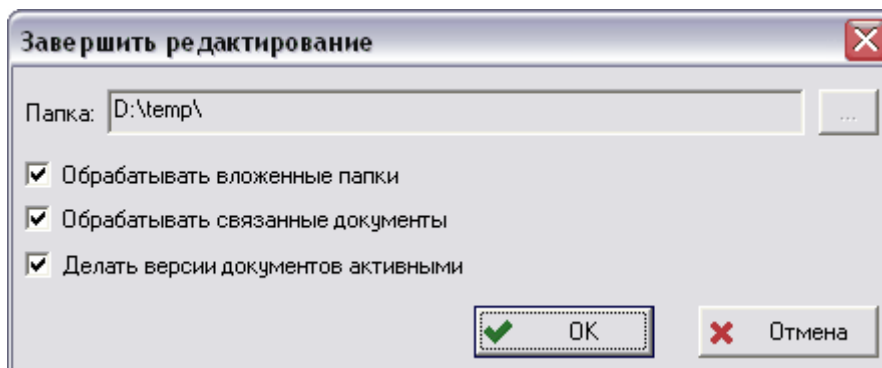 Завершить редактирование
Папка: D:\temp\ ...
Обрабатывать вложенные папки
Обрабатывать связанные документы
Делать версии документов активными
OK Отмена